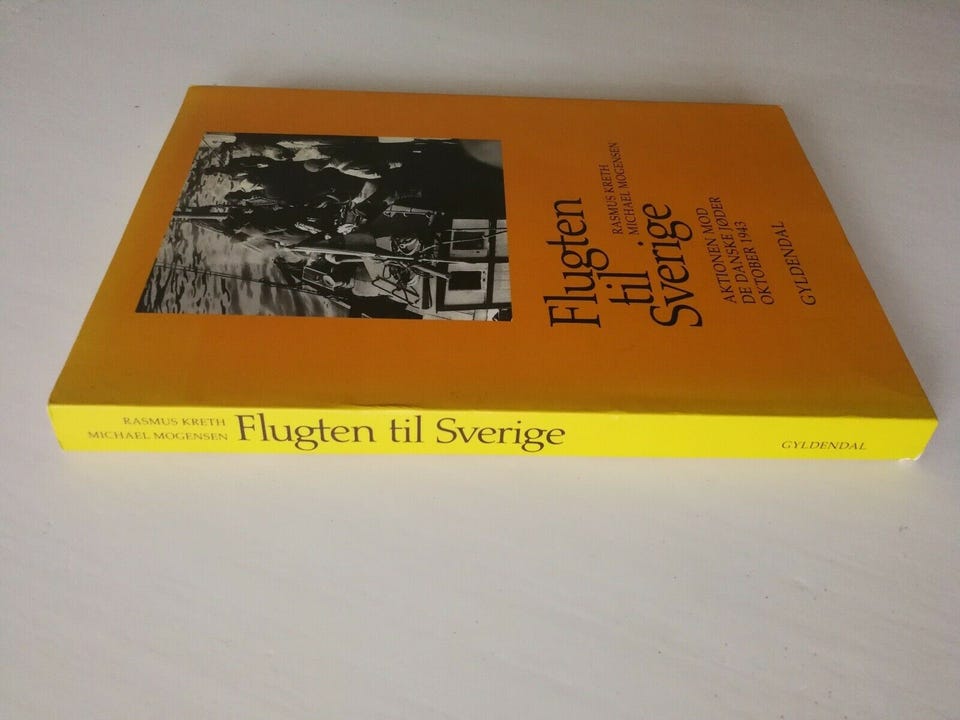 Flugten
til
Sverige
RASMUS KRETH
MICHAEL MOGENSEN
AKTIONEN MOD
DE DANSKE JØDER
OKTOBER 1943
GYLDENDAL
RASMUS KRETH
MICHAEL MOGENSEN
Flugten til Sverige
GYLDENDAL